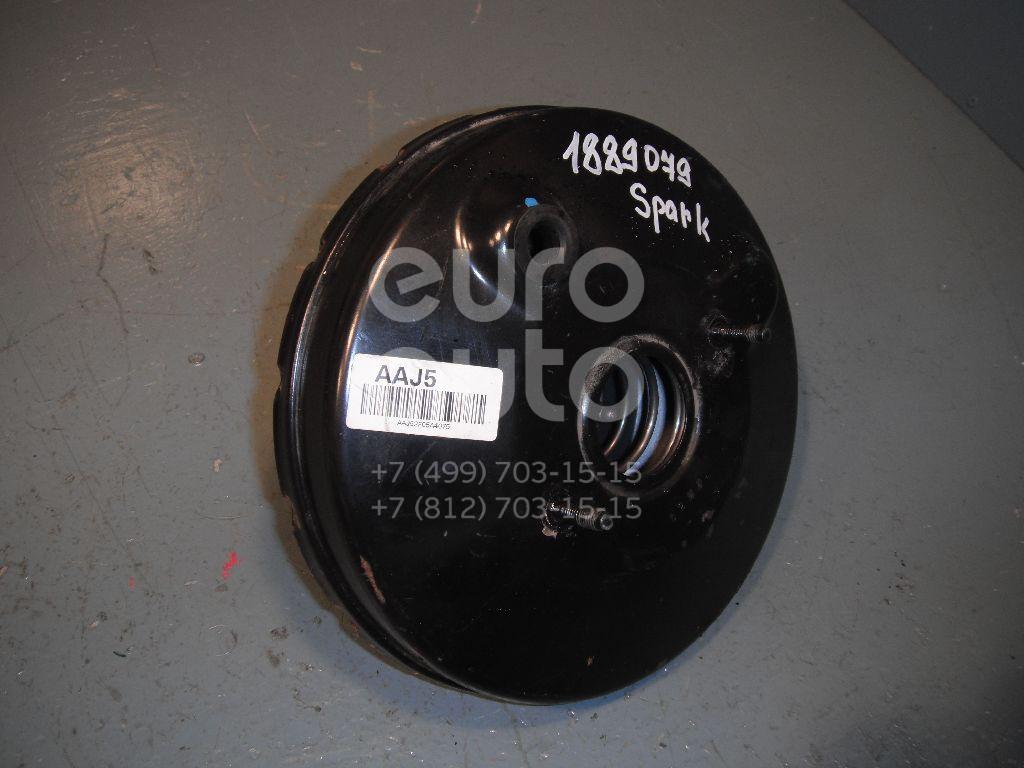 1889079
Spark
euro
auto
AAJ5
+7 (499) 703-15-15
+7 (812) 703-15-15